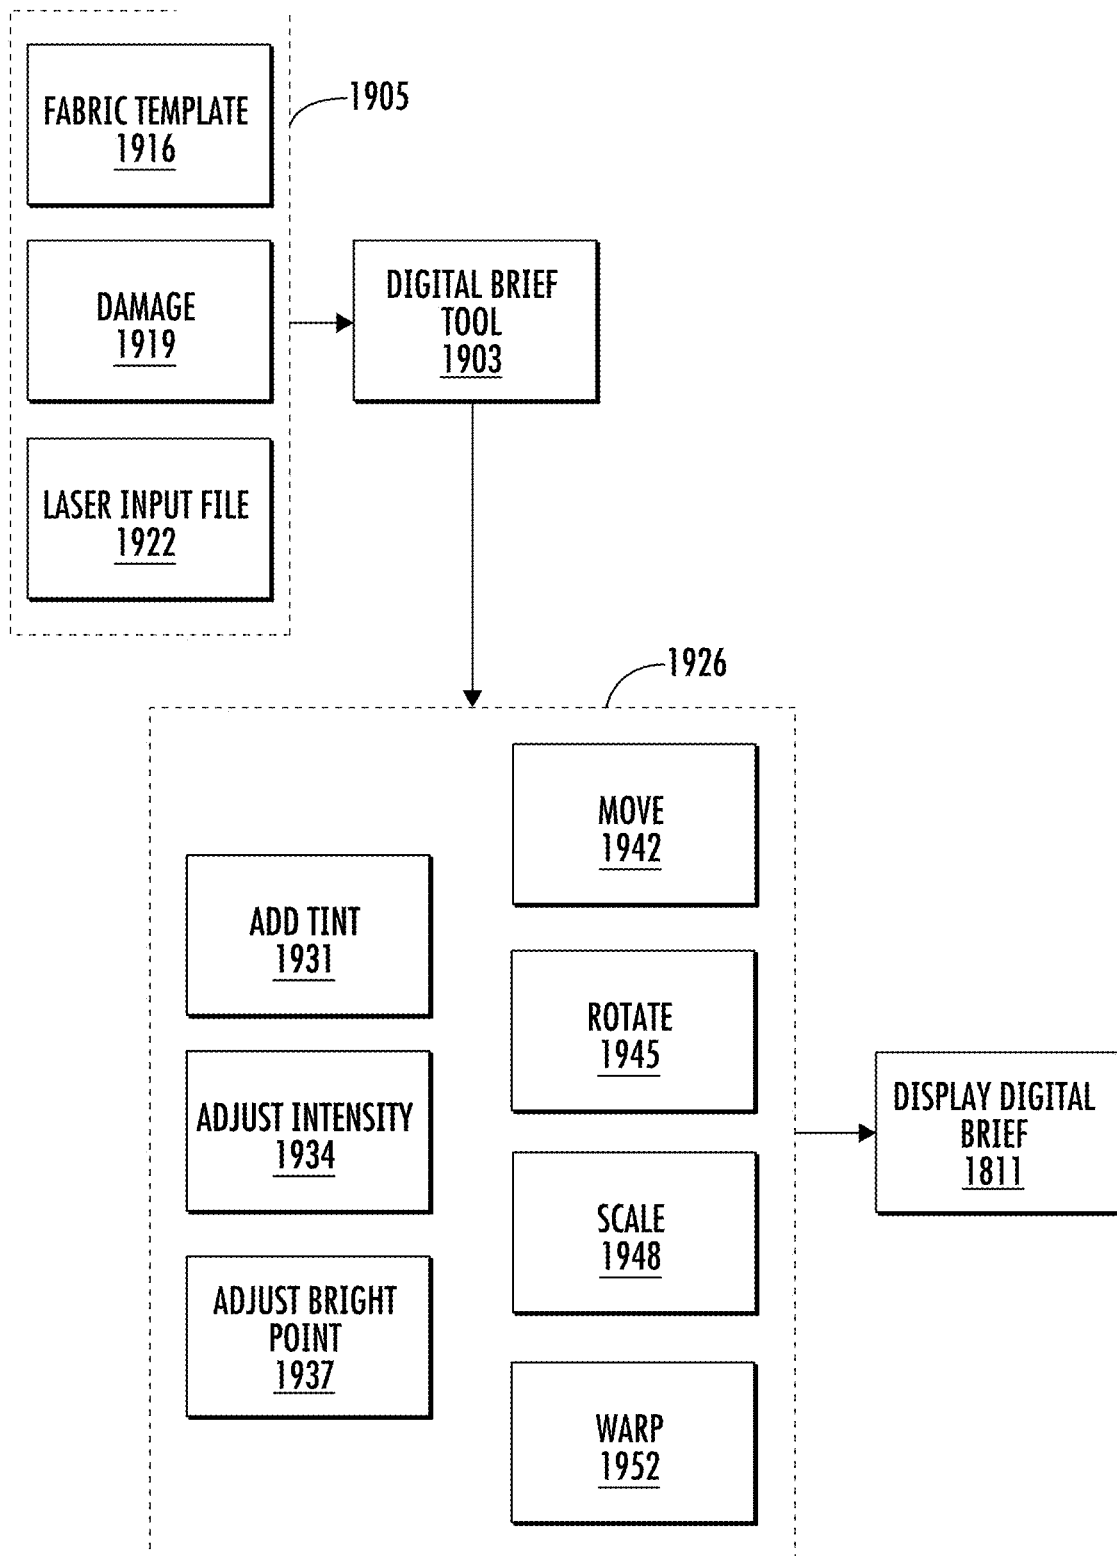 FABRIC TEMPLATE
1916
1905
DAMAGE
1919
DIGITAL BRIEF
TOOL
1903
LASER INPUT FILE
1922
1926
MOVE
1942
ADD TINT
1931
ROTATE
1945
ADJUST INTENSITY
1934
DISPLAY DIGITAL
BRIEF
1811
SCALE
1948
ADJUST BRIGHT
POINT
1937
WARP
1952